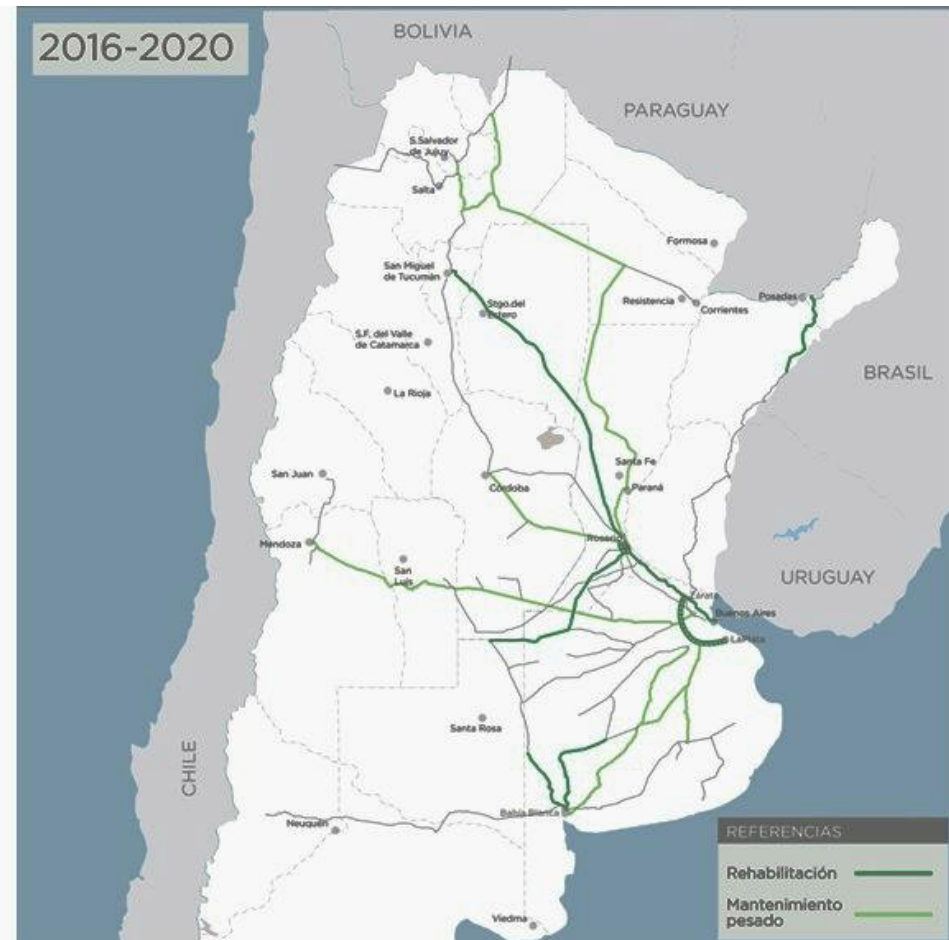 2016-2020
BOLIVIA
PARAGUAY
S.Salvador
de Jujuy
Salta
Formosa
San Miguel
de Tucumán
Resistencia
Corrientes
Posadas
Stgo.del
Estero
S.F. del Valle
de Catamarca
BRASIL
La Rioja
Santa Fe
San Juan
Córdoba
Paraná
Rosario
Mendoza
San
Luis
URUGUAY
Zárate
Buenos Aires
LaPlata
Santa Rosa
CHILE
Bahía Blanca
Neuquén
Viedma
REFERENCIAS
Rehabilitación
Mantenimiento
pesado